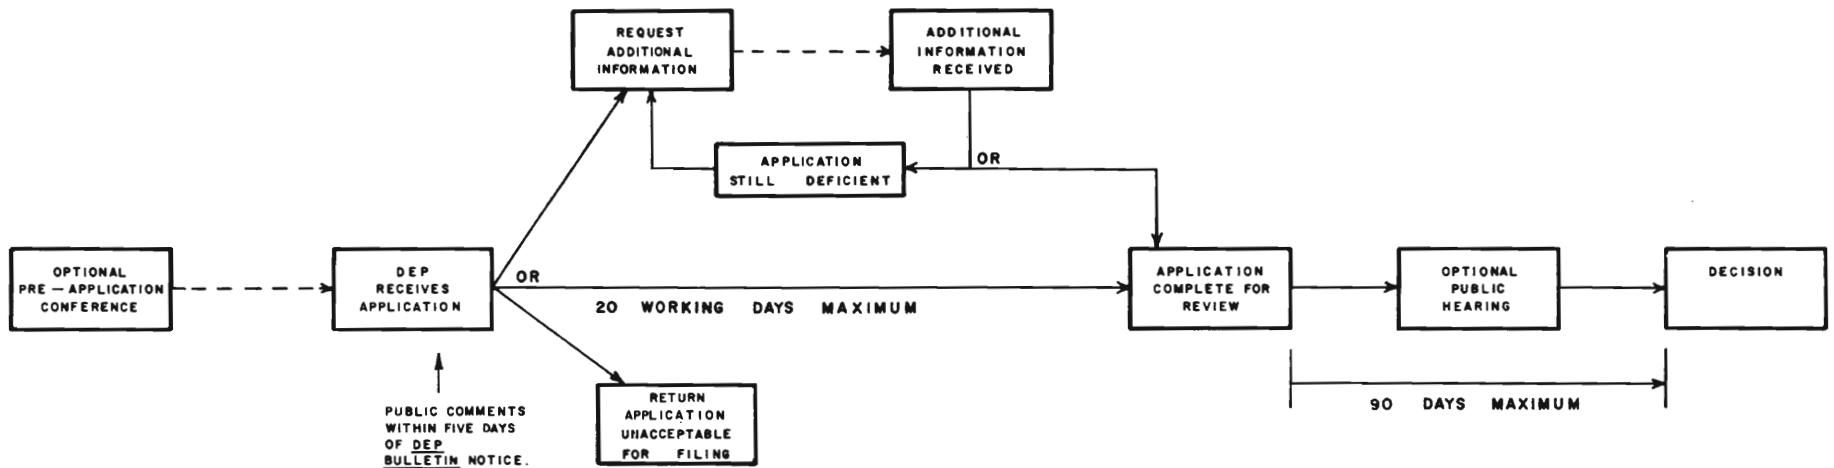 REQUEST
ADDITIONAL
INFORMATION
ADDITIONAL
INFORMATION
RECEIVED
APPLICATION
STILL DEFICIENT
OR
OPTIONAL
PRE — APPLICATION
CONFERENCE
DEP
RECEIVES
APPLICATION
OR
20 WORKING DAYS MAXIMUM
APPLICATION
COMPLETE FOR
REVIEW
OPTIONAL
PUBLIC
HEARING
DECISION
90 DAYS MAXIMUM
PUBLIC COMMENTS
WITHIN FIVE DAYS
OF DEP
BULLETIN NOTICE.
RETURN
APPLICATION
UNACCEPTABLE
FOR FILING